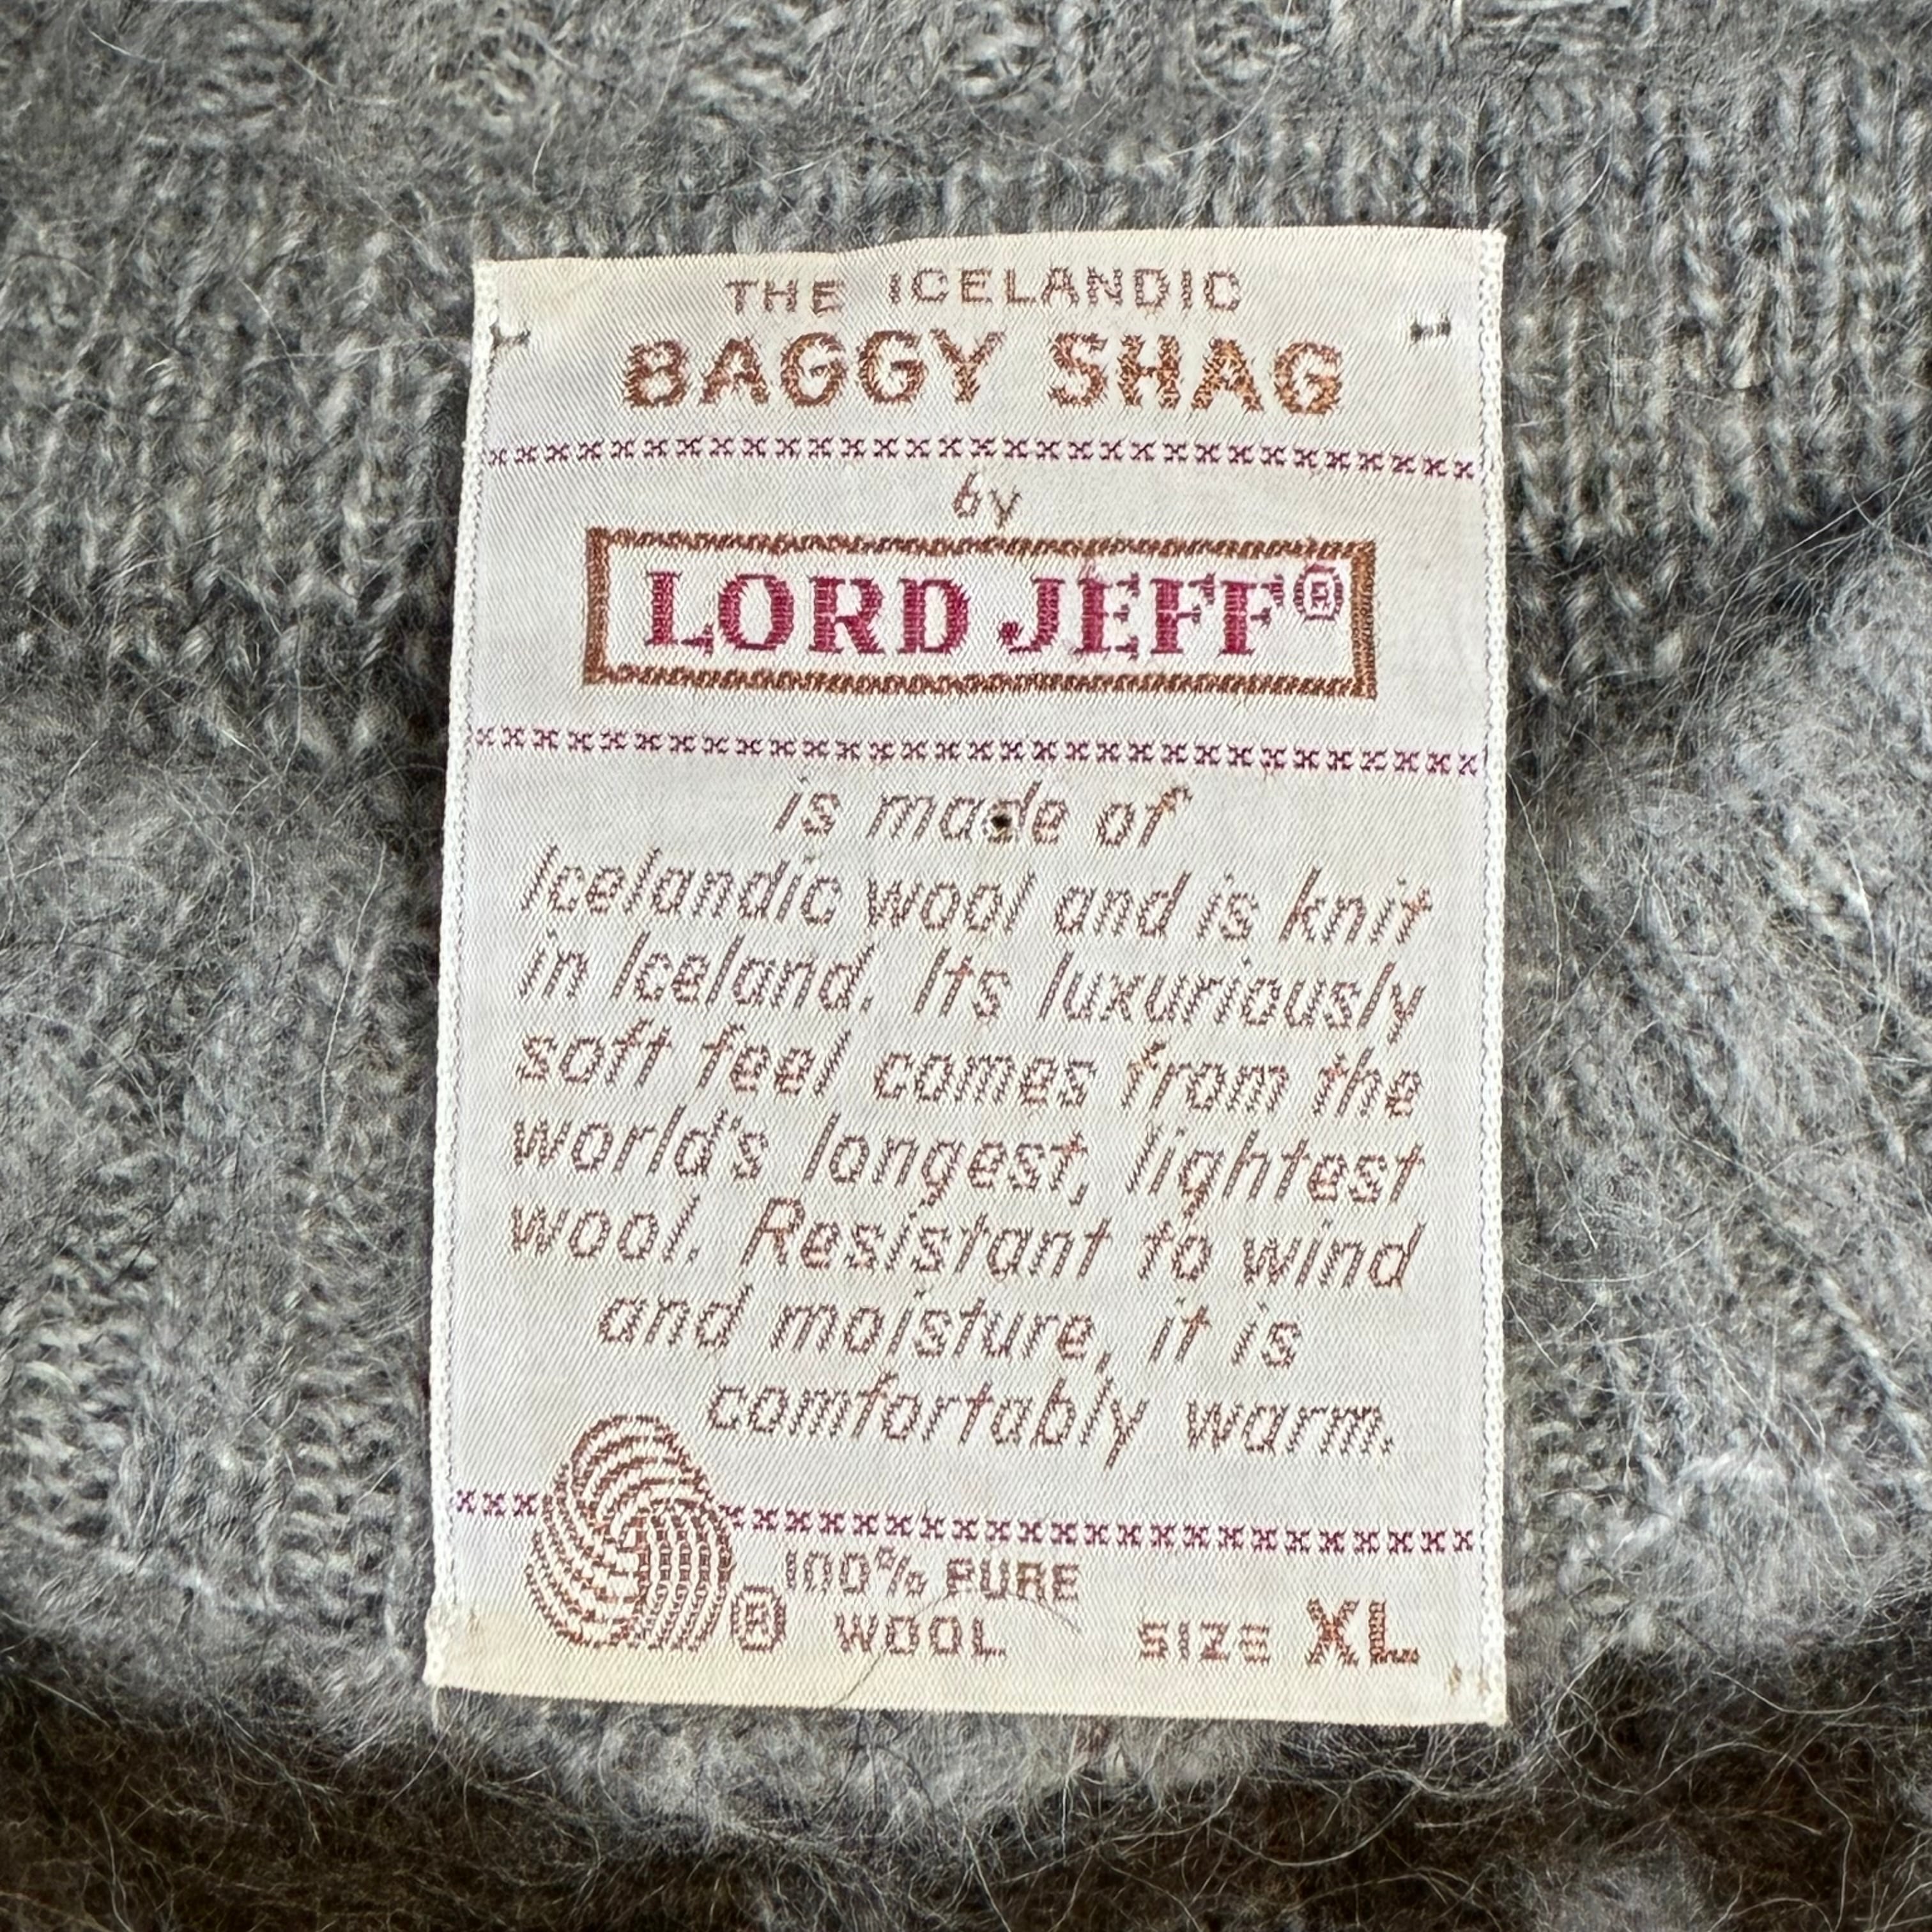 THE ICELANDIC
BAGGY SHAG
by
LORD JEFF®
is made of
Icelandic wool and is knit
in Iceland. Its luxuriously
soft feel comes from the
world's longest, lightest
wool. Resistant to wind
and moisture, it is
comfortably warm.
® 100% PURE
WOOL SIZE XL